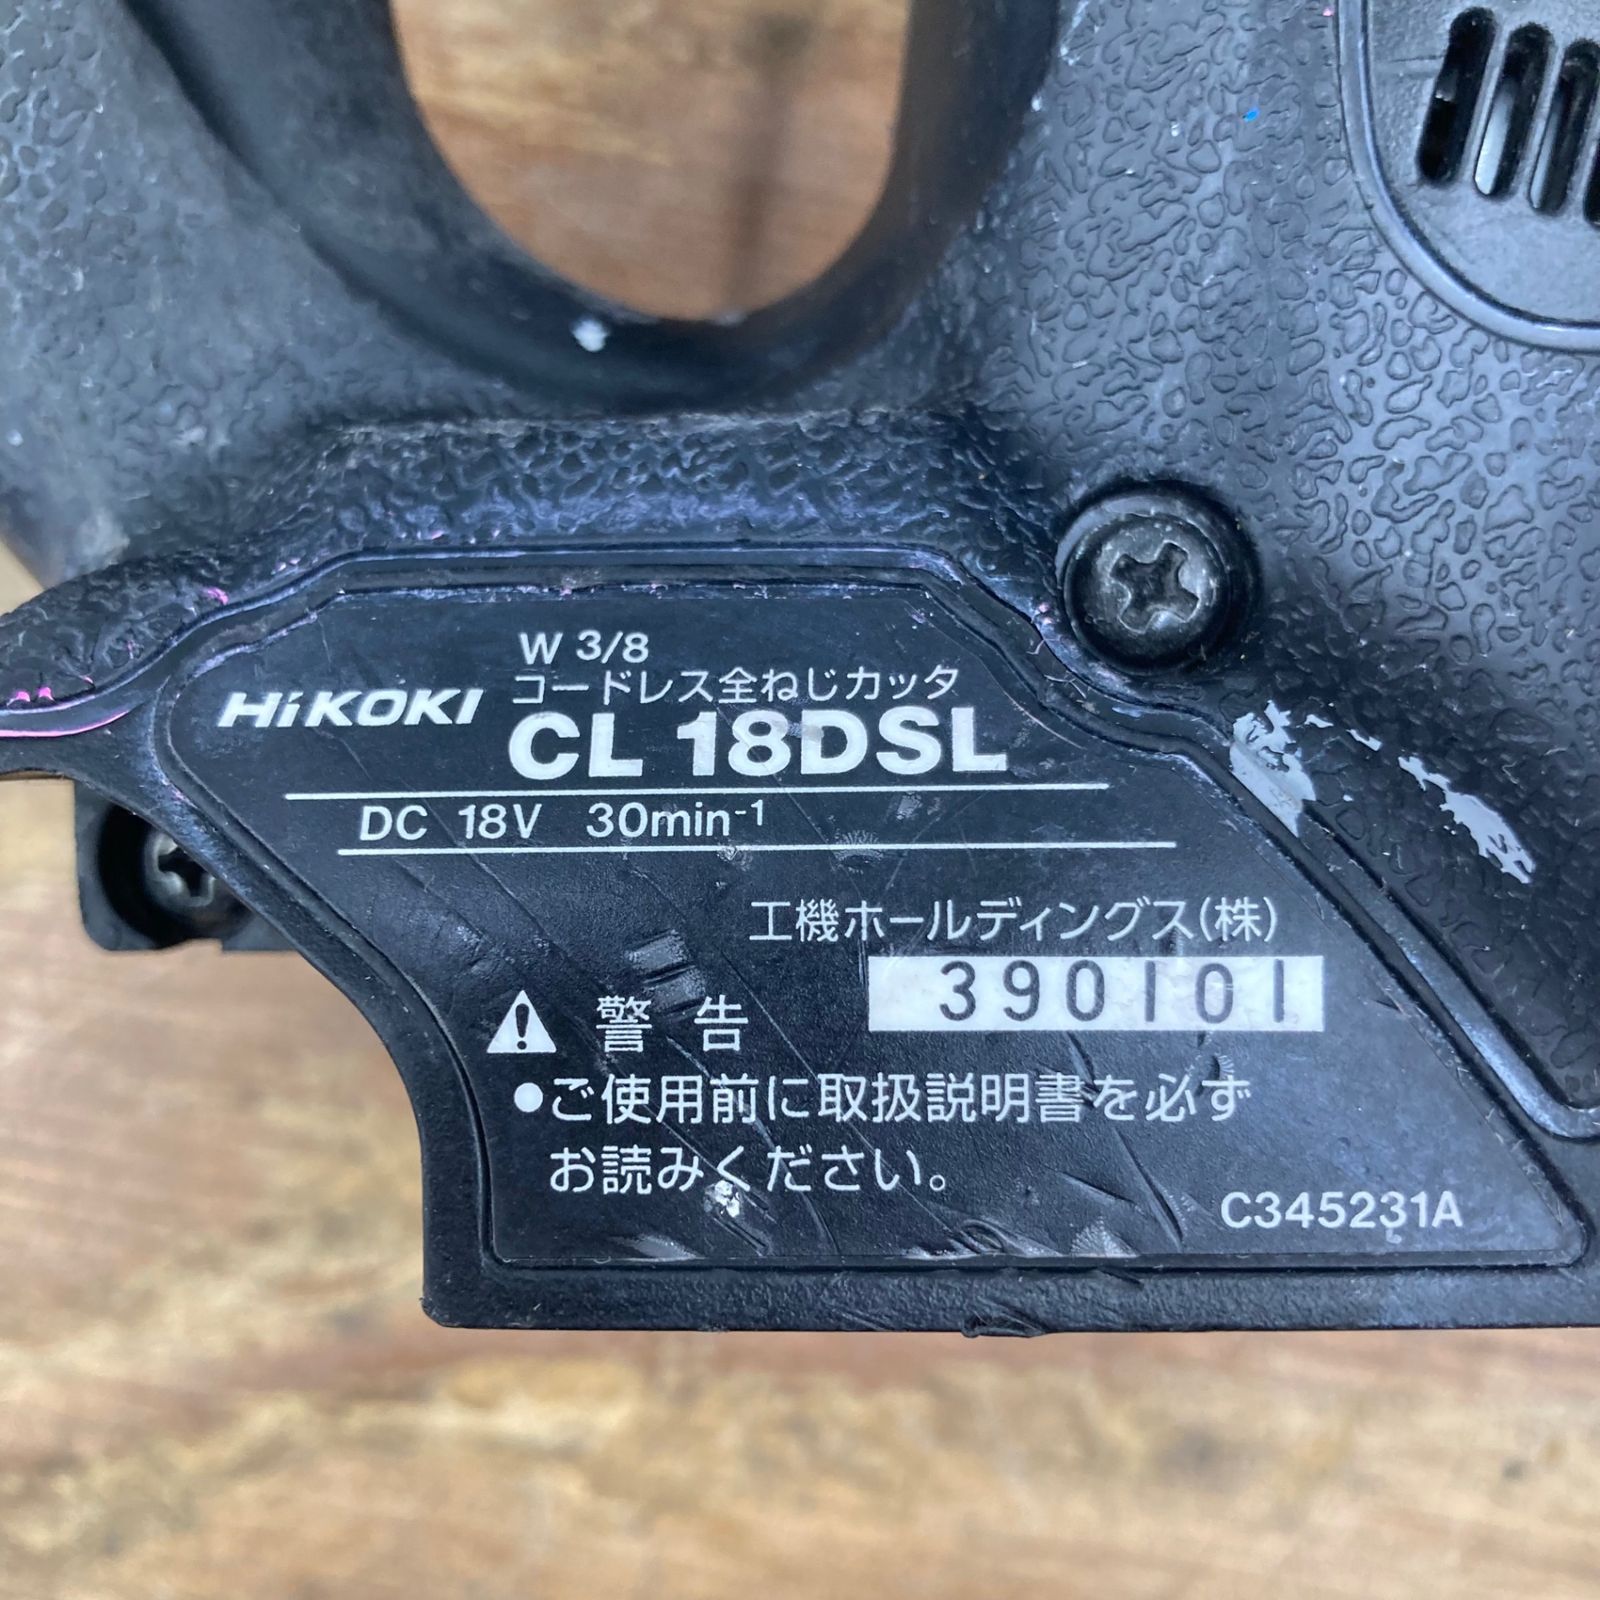 W 3/8
HiKOKI コードレス全ねじカッタ
CL 18DSL
DC 18V 30min⁻¹
工機ホールディングス(株)
390101
警告
●ご使用前に取扱説明書を必ず
お読みください。
C345231A